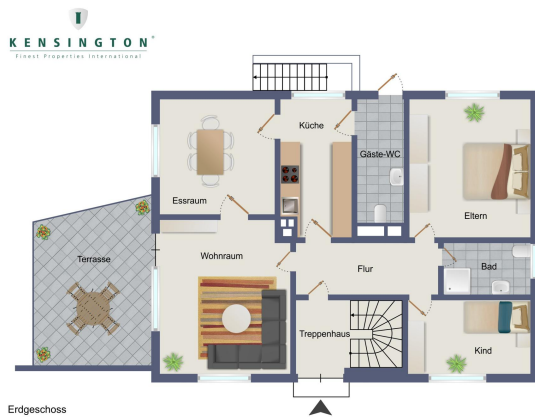 KENSINGTON®
Finest Properties International
Küche
Gäste-WC
Essraum
Eltern
Terrasse
Wohnraum
Flur
Bad
Treppenhaus
Kind
Erdgeschoss